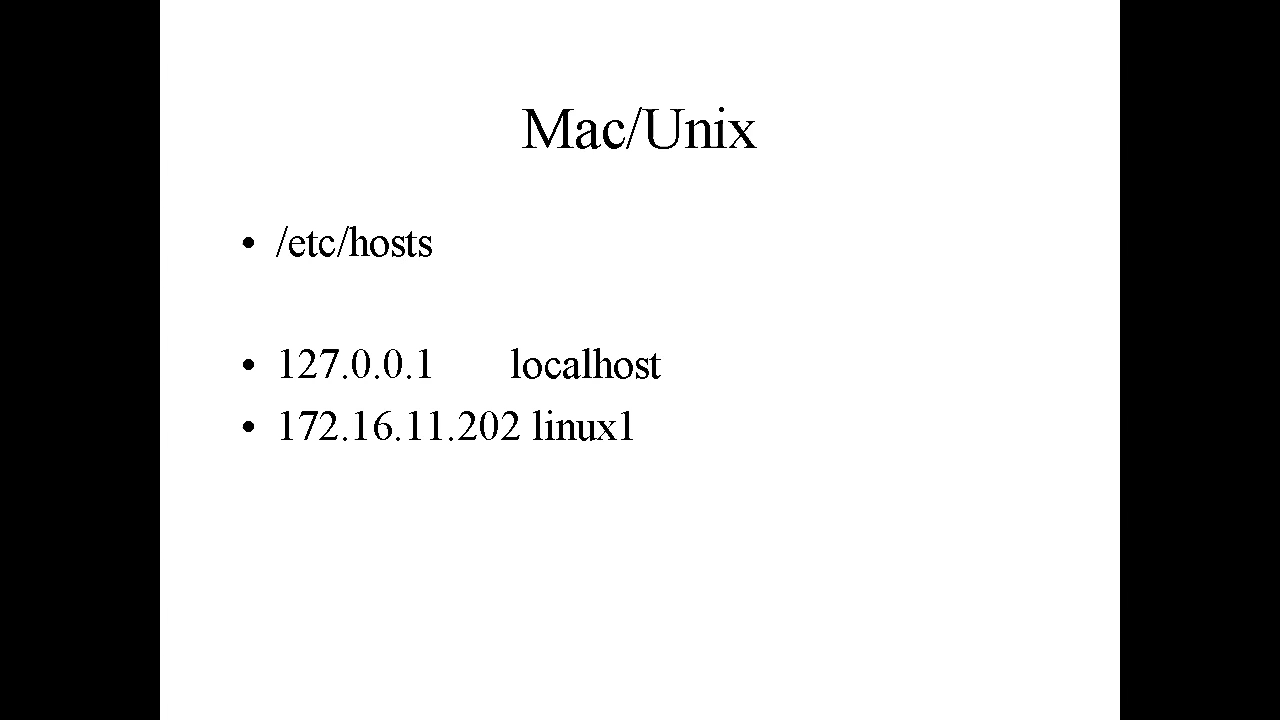 Mac/Unix
• /etc/hosts
• 127.0.0.1 localhost
• 172.16.11.202 linux1